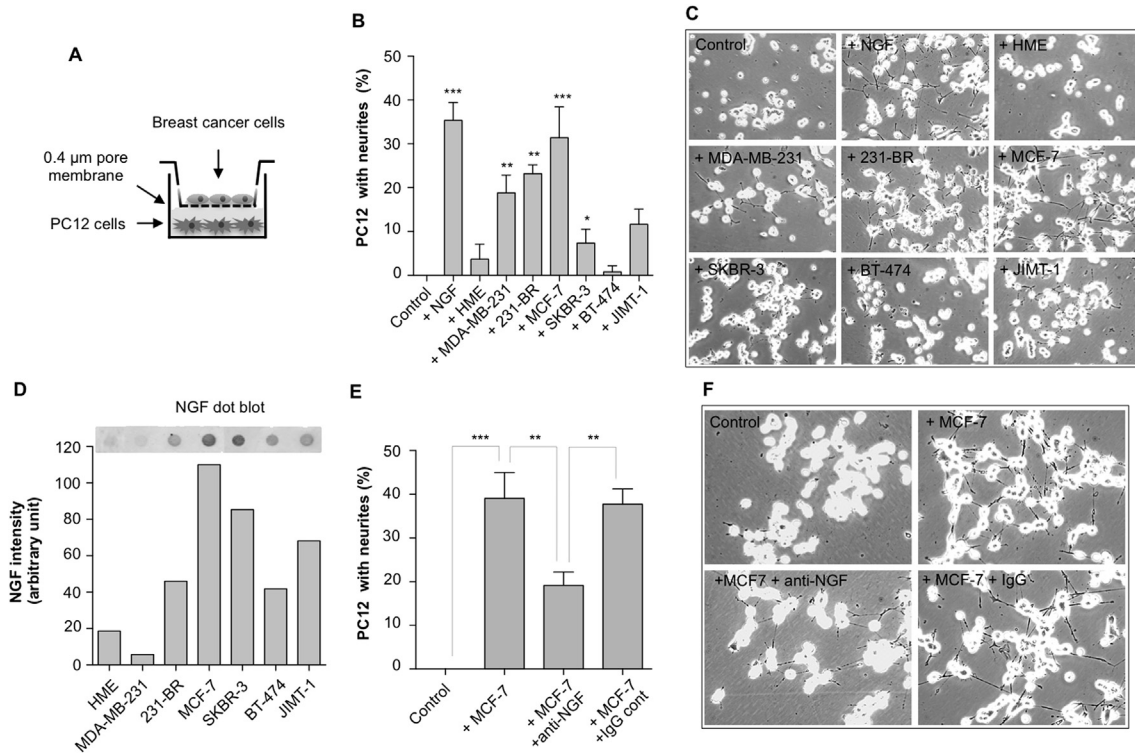 A
Breast cancer cells
0.4 µm pore
membrane
PC12 cells
B
PC12 with neurites (%)
50
40
30
20
10
0
***
**
**
***
*
Control
+ NGF
+ HME
+ MDA-MB-231
+ 231-BR
+ MCF-7
+ SKBR-3
+ BT-474
+ JIMT-1
C
Control
+ NGF
+ HME
+ MDA-MB-231
+ 231-BR
+ MCF-7
+ SKBR-3
+ BT-474
+ JIMT-1
D
NGF dot blot
NGF intensity
(arbitrary unit)
120
100
80
60
40
20
0
HME
MDA-MB-231
231-BR
MCF-7
SKBR-3
BT-474
JIMT-1
E
PC12 with neurites (%)
50
40
30
20
10
0
***
**
**
Control
+ MCF-7
+ MCF-7
+anti-NGF
+ MCF-7
+IgG cont
F
Control
+ MCF-7
+MCF7 + anti-NGF
+ MCF-7 + IgG